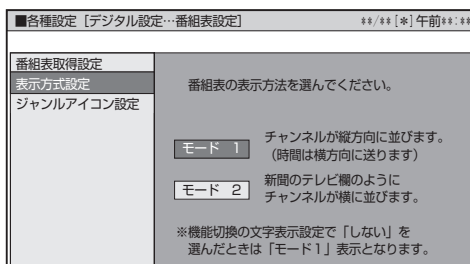 ■各種設定［デジタル設定…番組表設定］ **/**［*］午前**:**
番組表取得設定
表示方式設定
ジャンルアイコン設定
番組表の表示方法を選んでください。
モード 1
チャンネルが縦方向に並びます。
（時間は横方向に送ります）
モード 2
新聞のテレビ欄のように
チャンネルが横に並びます。
※機能切換の文字表示設定で「しない」を
選んだときは「モード１」表示となります。